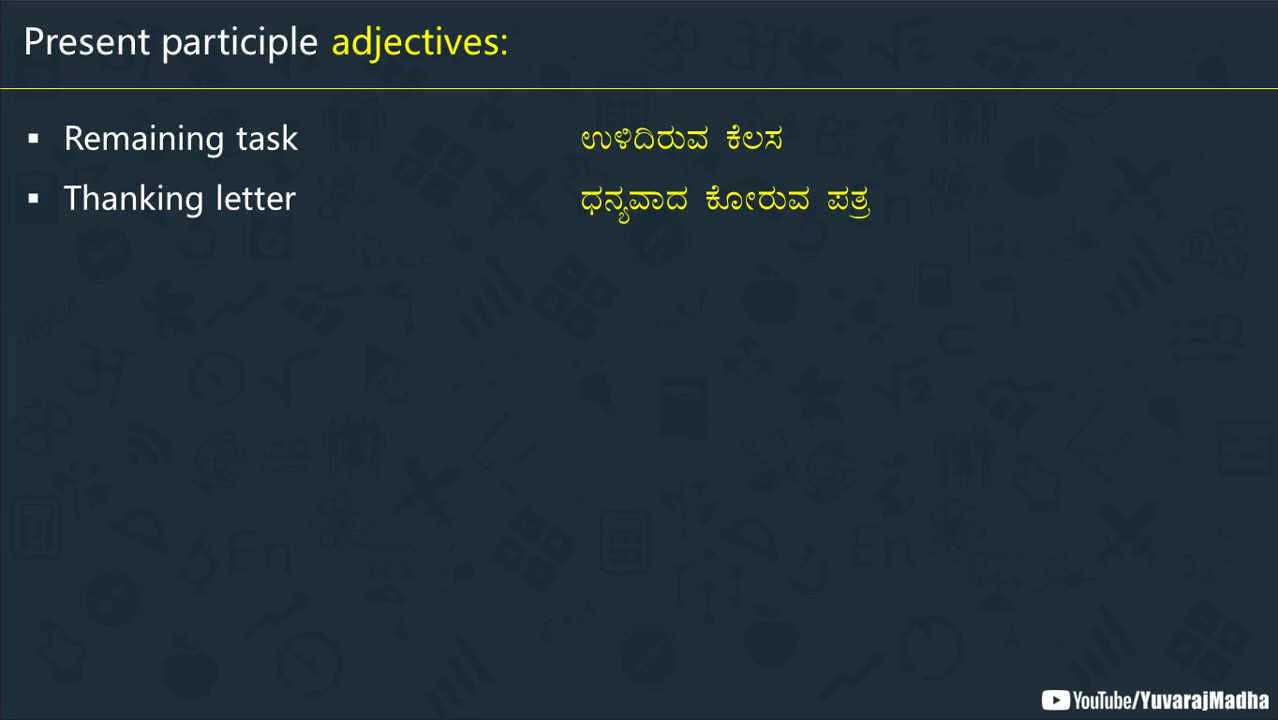 Present participle adjectives:
▪ Remaining task ಉಳಿದಿರುವ ಕೆಲಸ
▪ Thanking letter ಧನ್ಯವಾದ ಕೋರುವ ಪತ್ರ
YouTube/YuvarajMadha